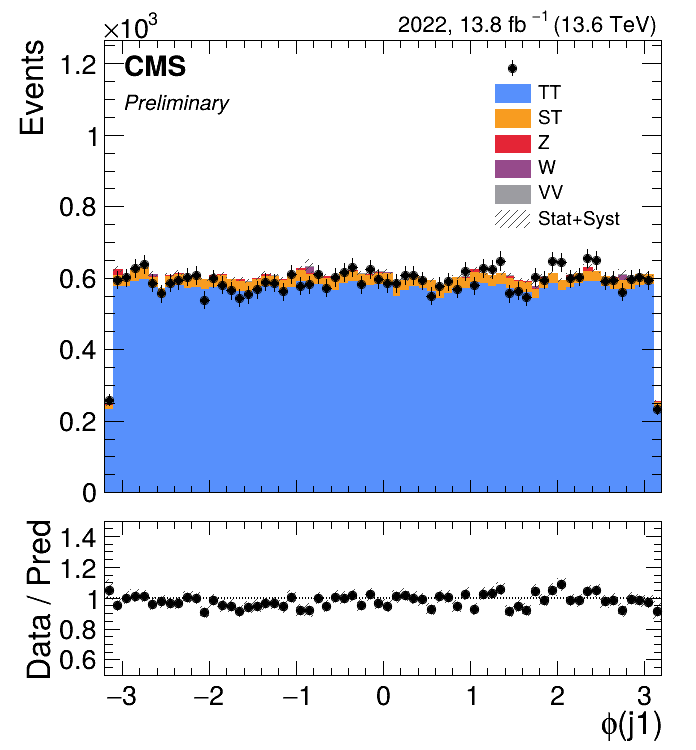 ×10³ 2022, 13.8 fb⁻¹ (13.6 TeV)
Events
1.2
1
0.8
0.6
0.4
0.2
0
CMS
Preliminary
TT
ST
Z
W
VV
Stat+Syst
Data / Pred
1.4
1.2
1
0.8
0.6
−3 −2 −1 0 1 2 3
ϕ(j1)